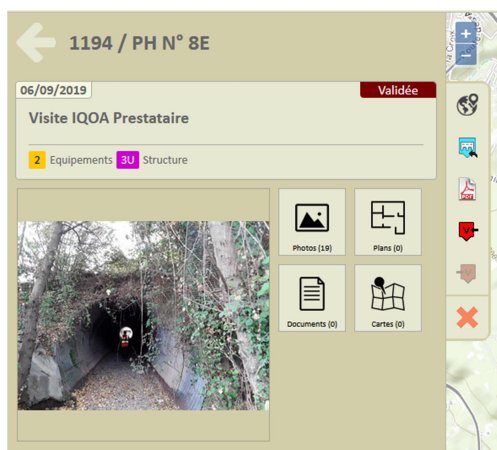 1194 / PH N° 8E
06/09/2019
Validée
Visite IQOA Prestataire
2 Equipements 3U Structure
Photos (19)
Plans (0)
Documents (0)
Cartes (0)
PDF
V
V